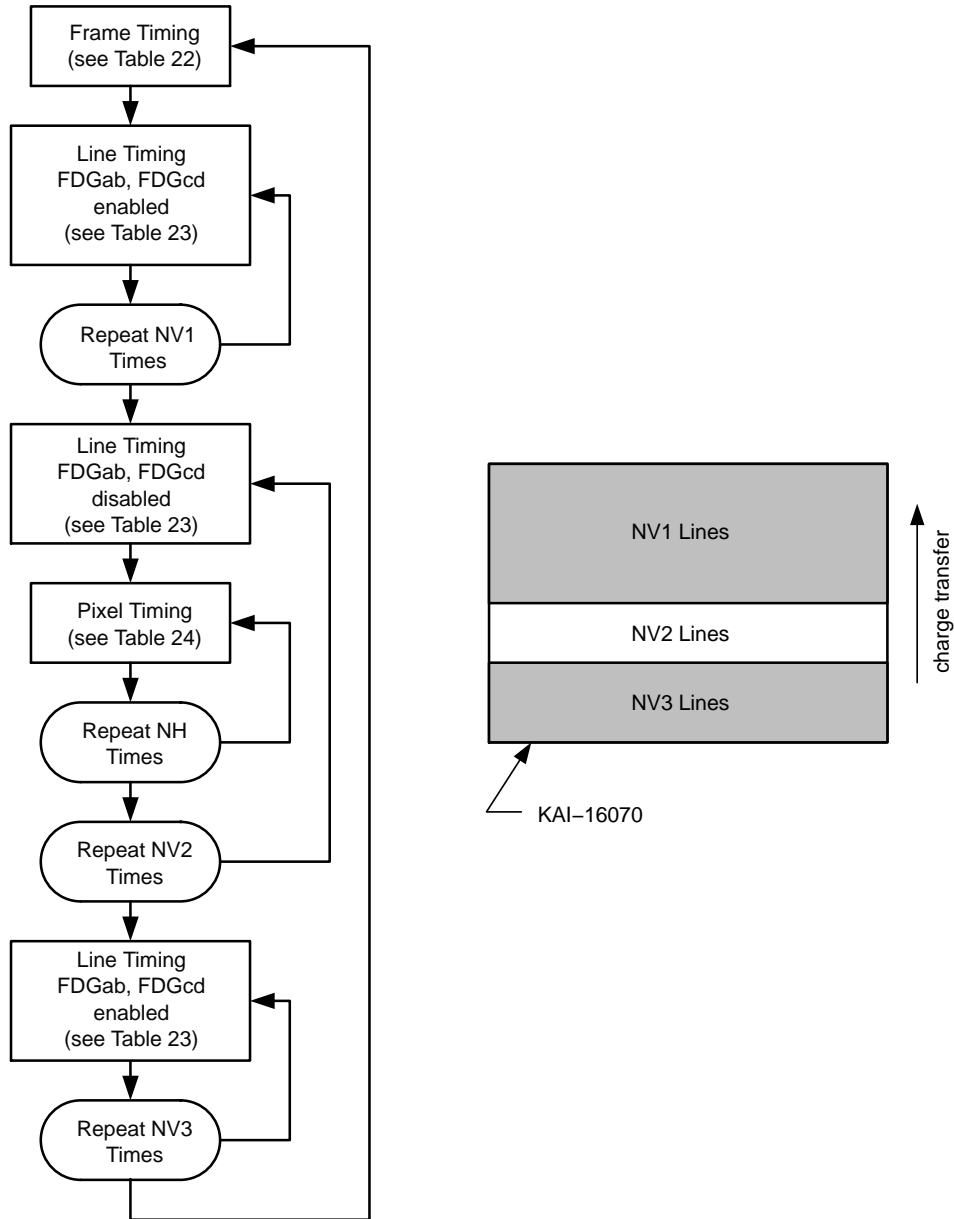 Frame Timing
(see Table 22)
Line Timing
FDGab, FDGcd
enabled
(see Table 23)
Repeat NV1
Times
Line Timing
FDGab, FDGcd
disabled
(see Table 23)
Pixel Timing
(see Table 24)
Repeat NH
Times
Repeat NV2
Times
Line Timing
FDGab, FDGcd
enabled
(see Table 23)
Repeat NV3
Times
NV1 Lines
NV2 Lines
NV3 Lines
charge transfer
KAI−16070